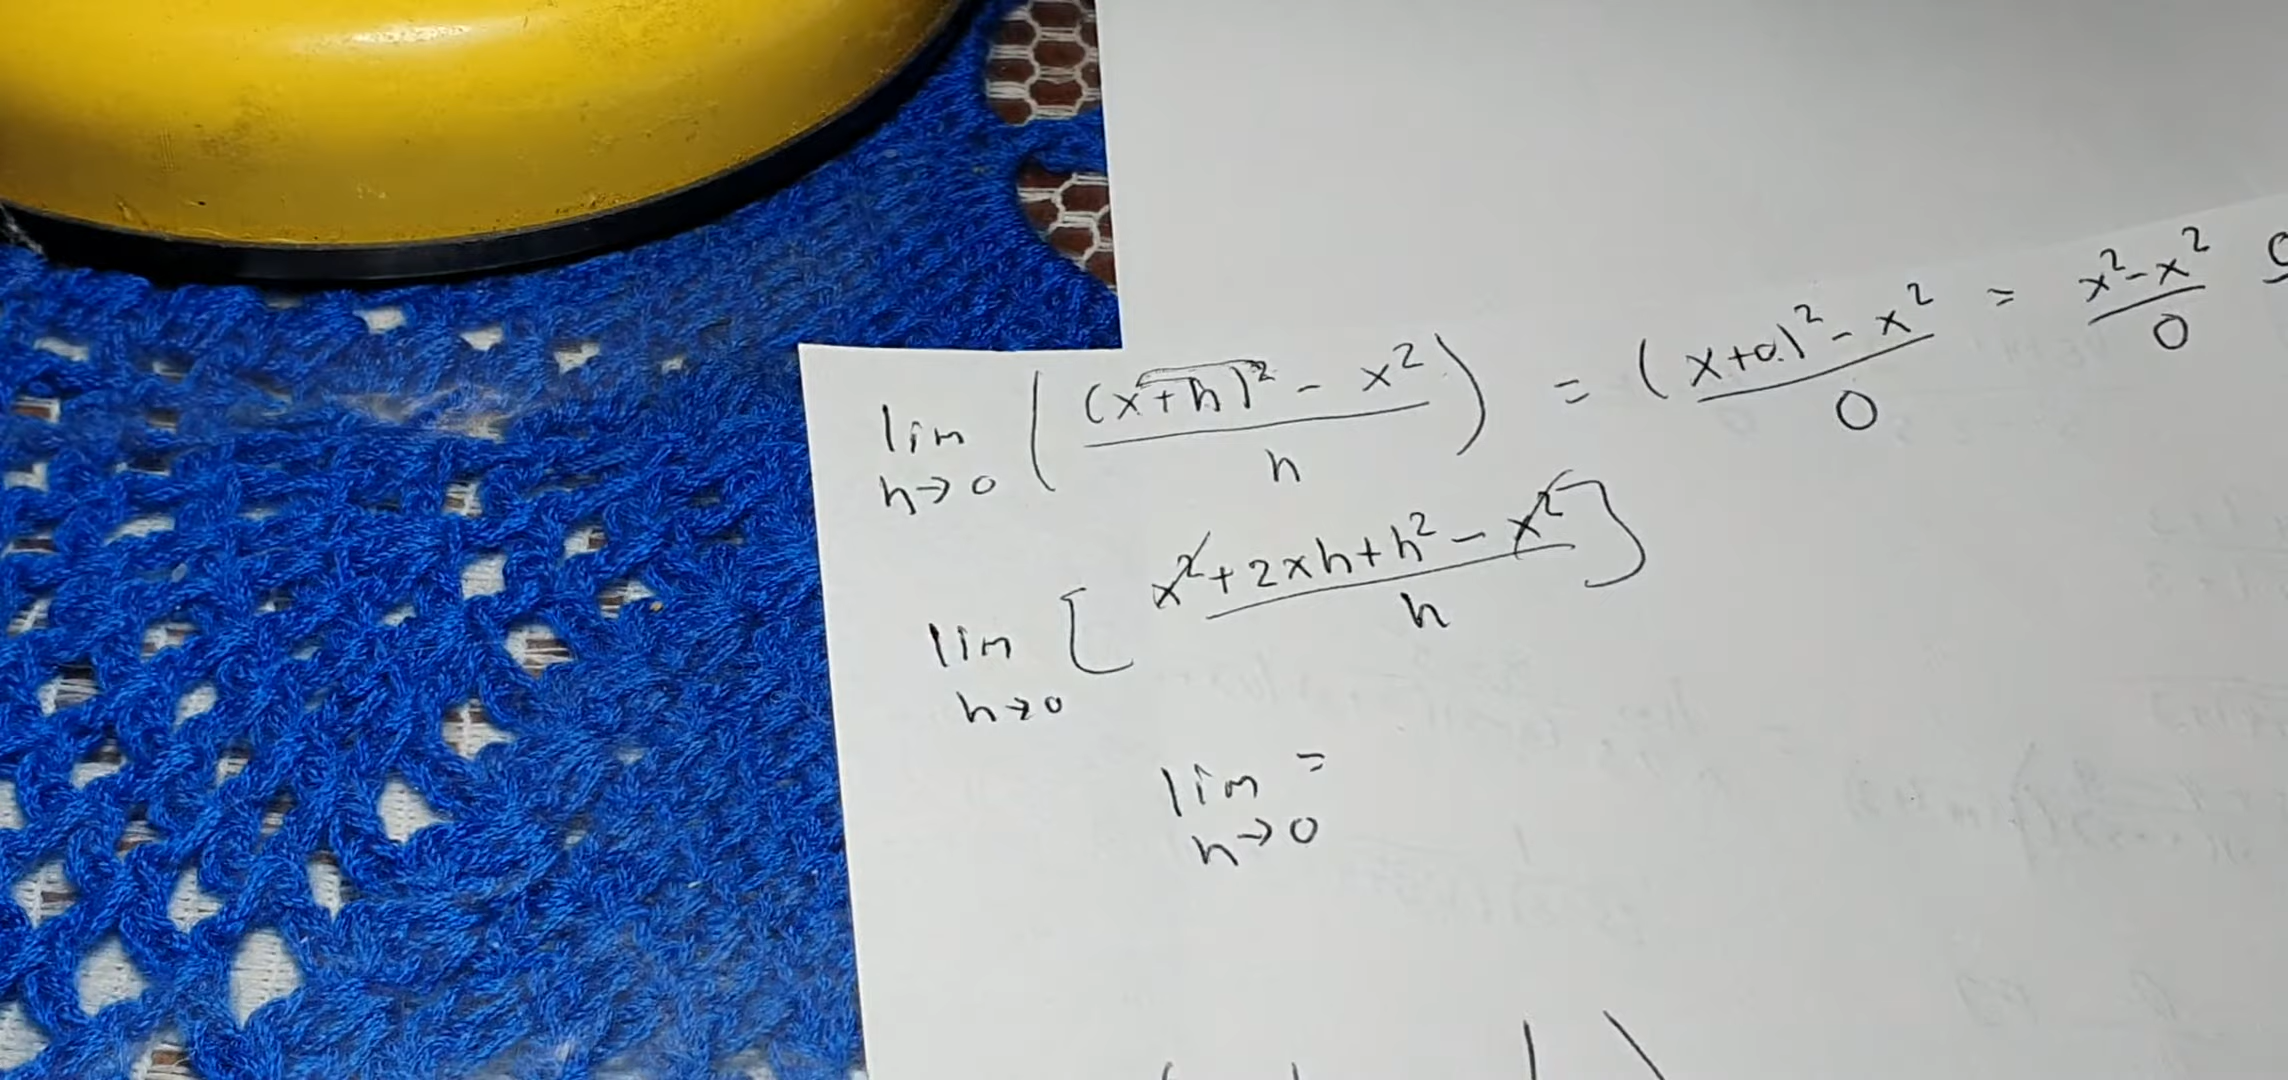 lim h→0 ( ((x+h)² - x²) / h ) = ((x+0)² - x²) / 0 = (x² - x²) / 0
lim h→0 [ (x² + 2xh + h² - x²) / h ]
lim h→0 =